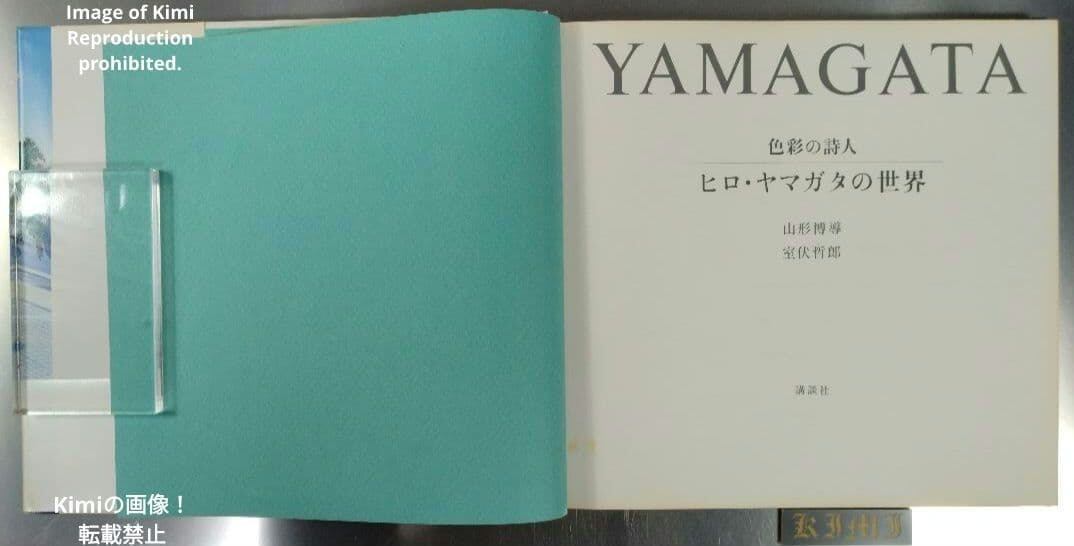 Image of Kimi
Reproduction
prohibited.
YAMAGATA
色彩の詩人
ヒロ・ヤマガタの世界
山形博導
室伏哲郎
講談社
Kimiの画像！
転載禁止
KIMI